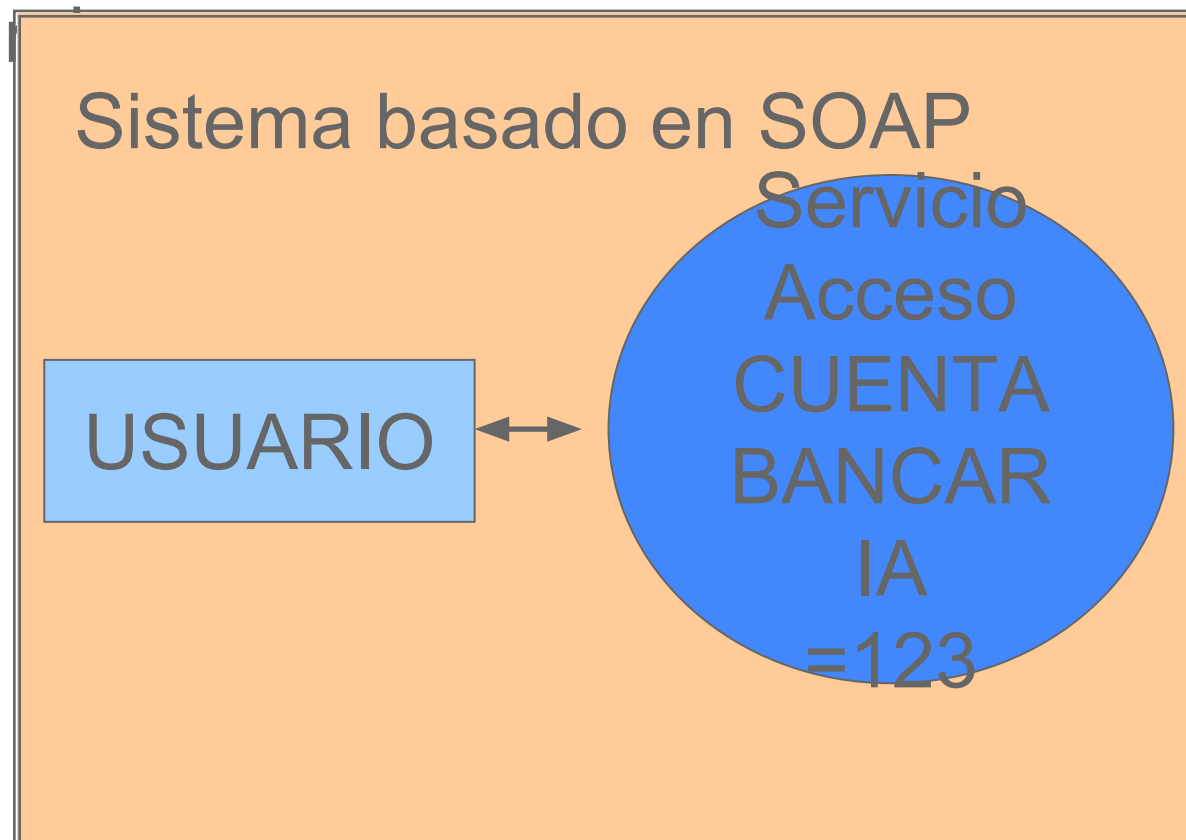 Sistema basado en SOAP
Servicio
Acceso
CUENTA
BANCAR
IA
=123
USUARIO